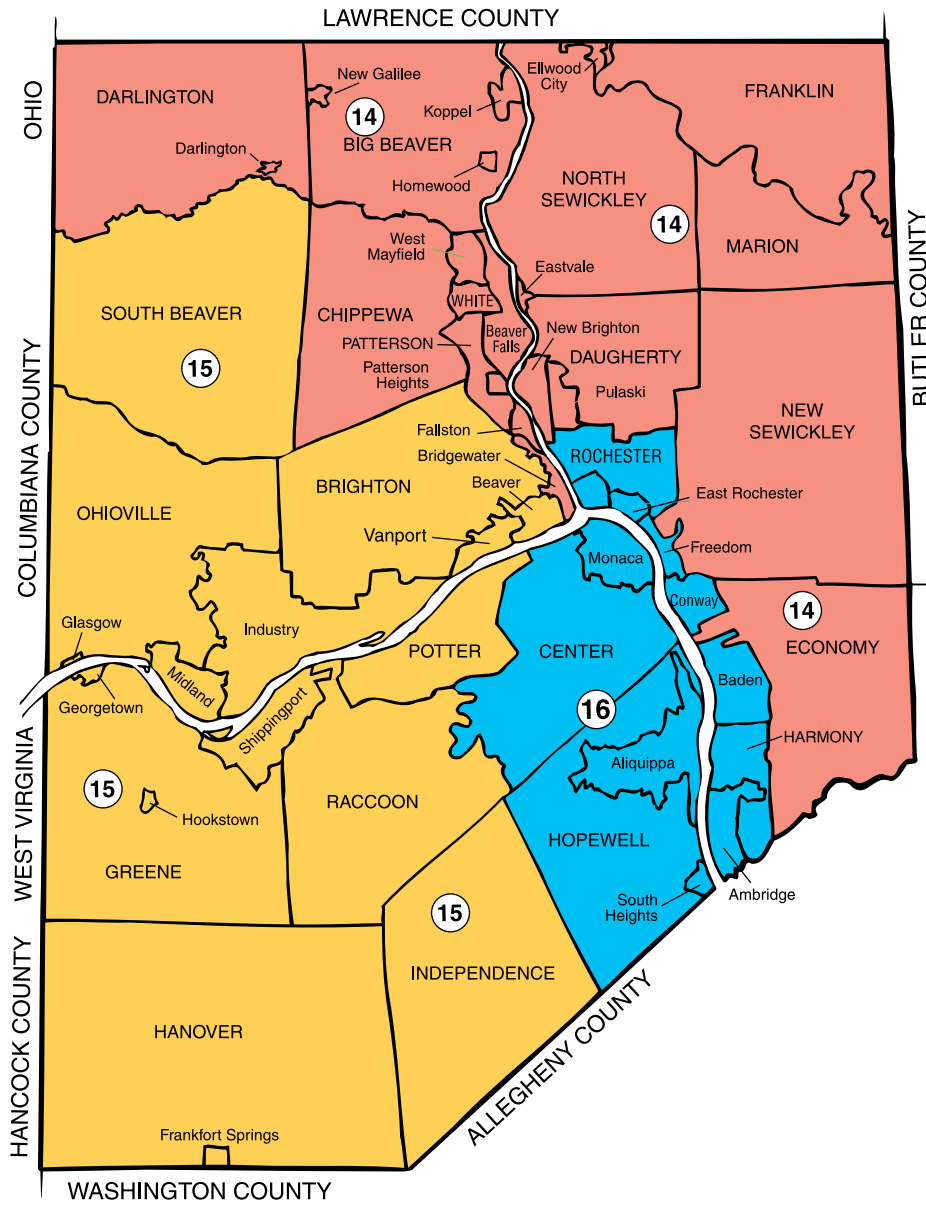 LAWRENCE COUNTY
OHIO
DARLINGTON
New Galilee
14
BIG BEAVER
Koppel
Ellwood
City
FRANKLIN
Darlington
Homewood
NORTH
SEWICKLEY
14
MARION
West
Mayfield
Eastvale
BUTLER COUNTY
SOUTH BEAVER
15
CHIPPEWA
WHITE
PATTERSON
Beaver
Falls
New Brighton
DAUGHERTY
Patterson
Heights
Pulaski
NEW
SEWICKLEY
COLUMBIANA COUNTY
Fallston
Bridgewater
ROCHESTER
BRIGHTON
Beaver
East Rochester
OHIOVILLE
Vanport
Monaca
Freedom
Conway
14
ECONOMY
Glasgow
Industry
POTTER
CENTER
Baden
Georgetown
Midland
Shippingport
16
HARMONY
WEST VIRGINIA
15
Hookstown
RACCOON
Aliquippa
GREENE
HOPEWELL
South
Heights
Ambridge
15
INDEPENDENCE
HANCOCK COUNTY
HANOVER
ALLEGHENY COUNTY
Frankfort Springs
WASHINGTON COUNTY